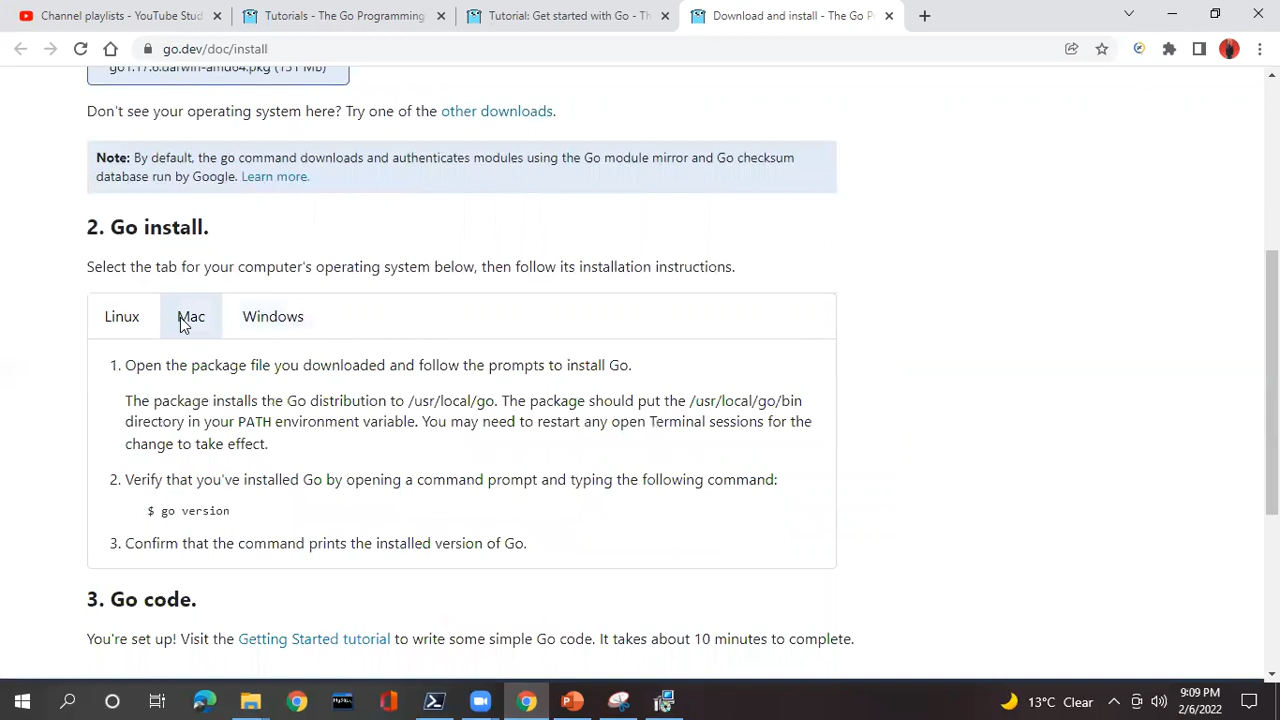 Channel playlists - YouTube Stud
Tutorials - The Go Programming
Tutorial: Get started with Go - Th
Download and install - The Go P
go.dev/doc/install
go1.17.6.darwin-amd64.pkg (131 MB)
Don't see your operating system here? Try one of the other downloads.
Note: By default, the go command downloads and authenticates modules using the Go module mirror and Go checksum
database run by Google. Learn more.
2. Go install.
Select the tab for your computer's operating system below, then follow its installation instructions.
Linux Mac Windows
1. Open the package file you downloaded and follow the prompts to install Go.
The package installs the Go distribution to /usr/local/go. The package should put the /usr/local/go/bin
directory in your PATH environment variable. You may need to restart any open Terminal sessions for the
change to take effect.
2. Verify that you've installed Go by opening a command prompt and typing the following command:
$ go version
3. Confirm that the command prints the installed version of Go.
3. Go code.
You're set up! Visit the Getting Started tutorial to write some simple Go code. It takes about 10 minutes to complete.
13°C Clear
9:09 PM
2/6/2022